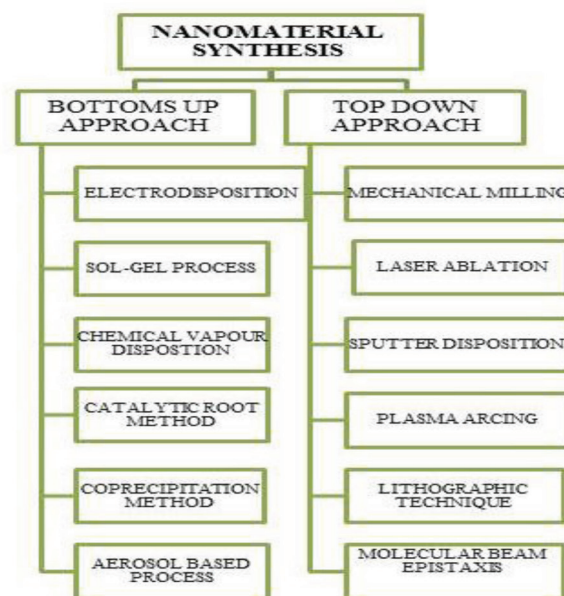 NANOMATERIAL
SYNTHESIS
BOTTOMS UP
APPROACH
TOP DOWN
APPROACH
ELECTRODISPOSITION
SOL-GEL PROCESS
CHEMICAL VAPOUR
DISPOSTION
CATALYTIC ROOT
METHOD
COPRECIPITATION
METHOD
AEROSOL BASED
PROCESS
MECHANICAL MILLING
LASER ABLATION
SPUTTER DISPOSITION
PLASMA ARCING
LITHOGRAPHIC
TECHNIQUE
MOLECULAR BEAM
EPISTAXIS